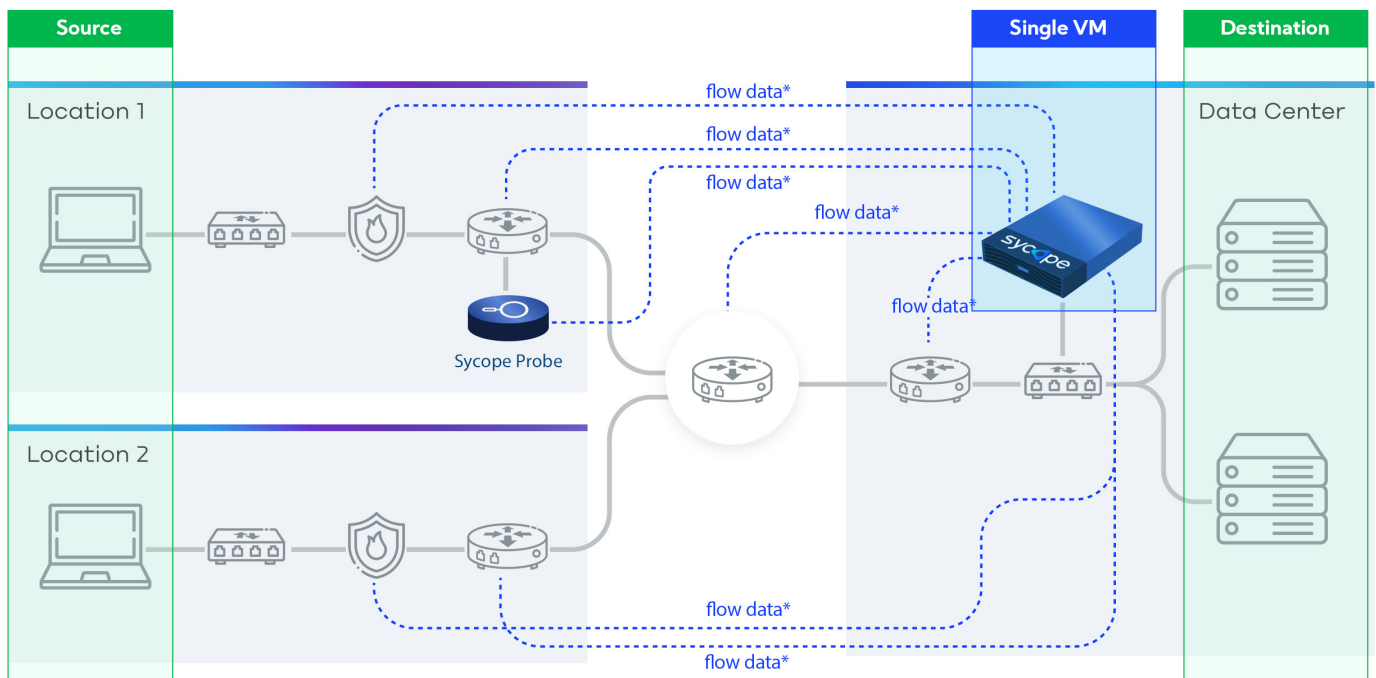 Source
Single VM
Destination
Location 1
flow data*
Data Center
flow data*
flow data*
flow data*
sycope
flow data*
Sycope Probe
Location 2
flow data*
flow data*